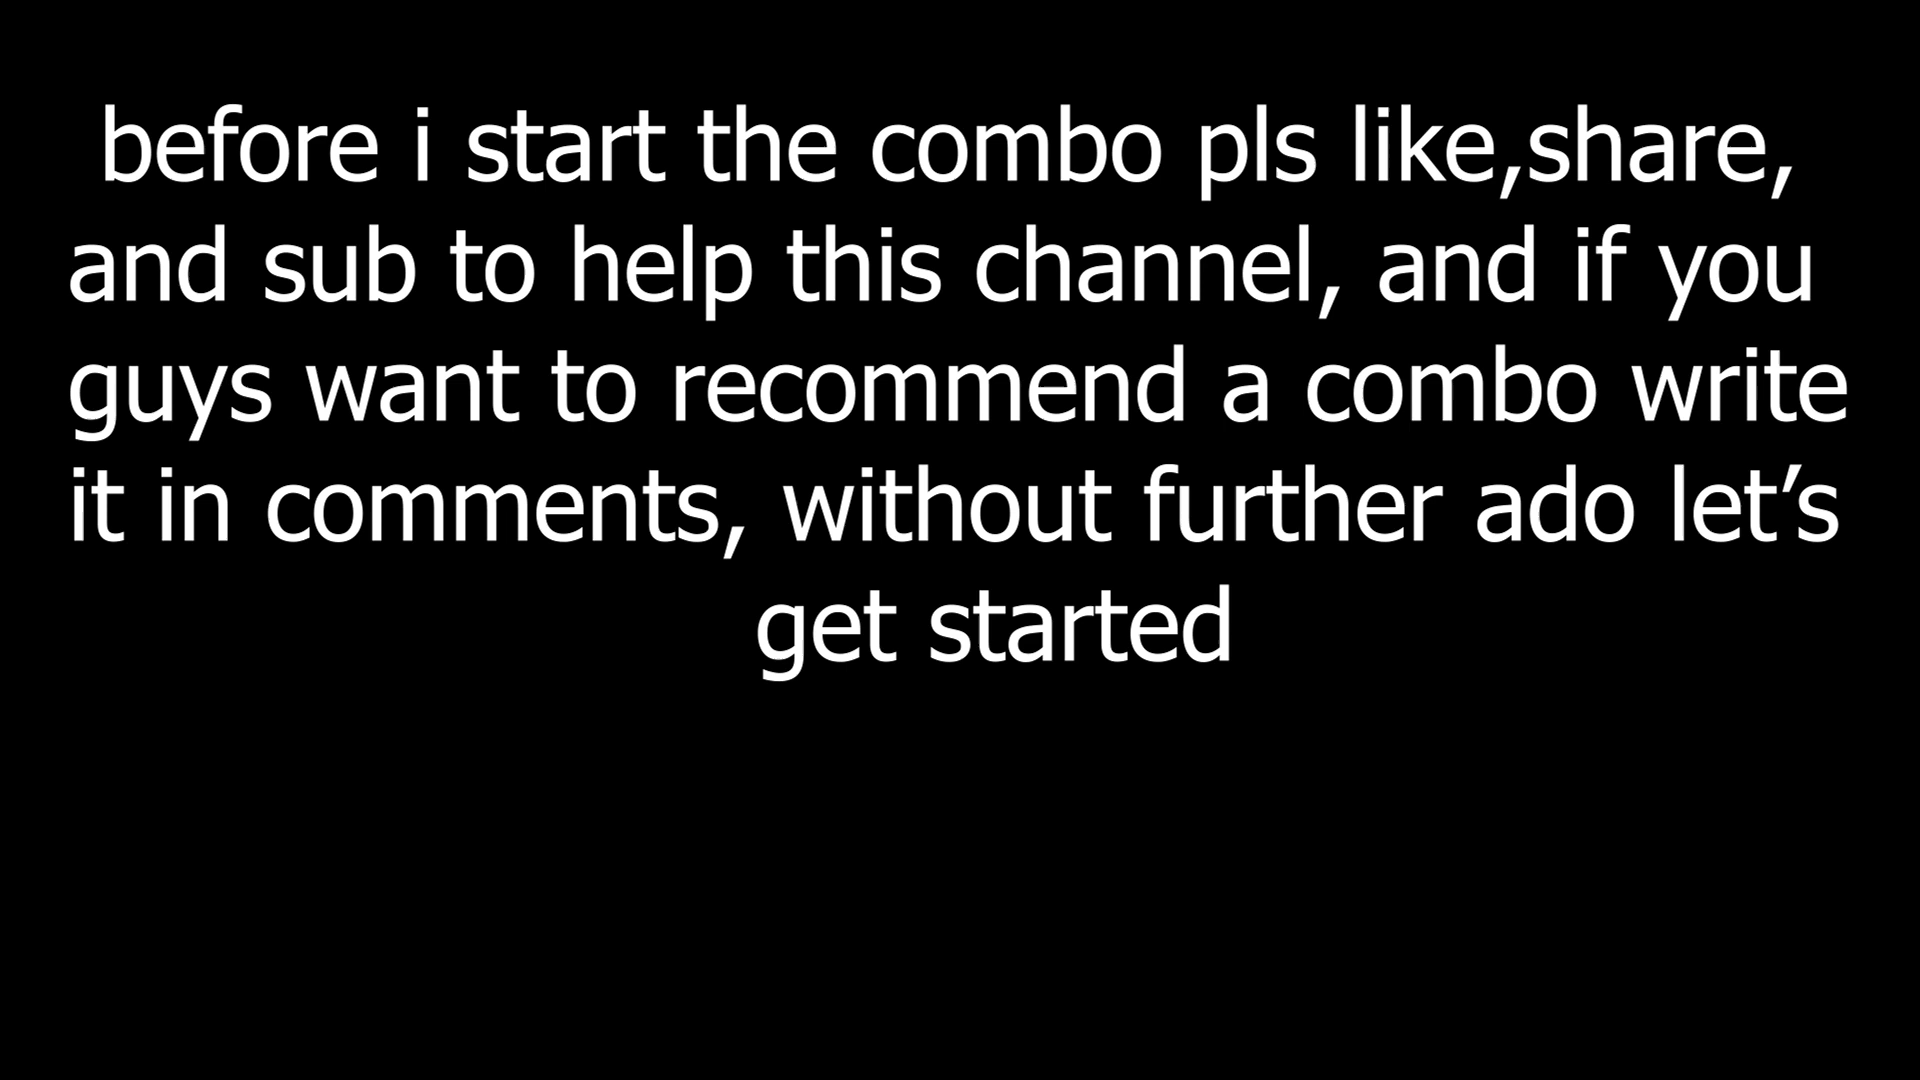 before i start the combo pls like,share,
and sub to help this channel, and if you
guys want to recommend a combo write
it in comments, without further ado let’s
get started